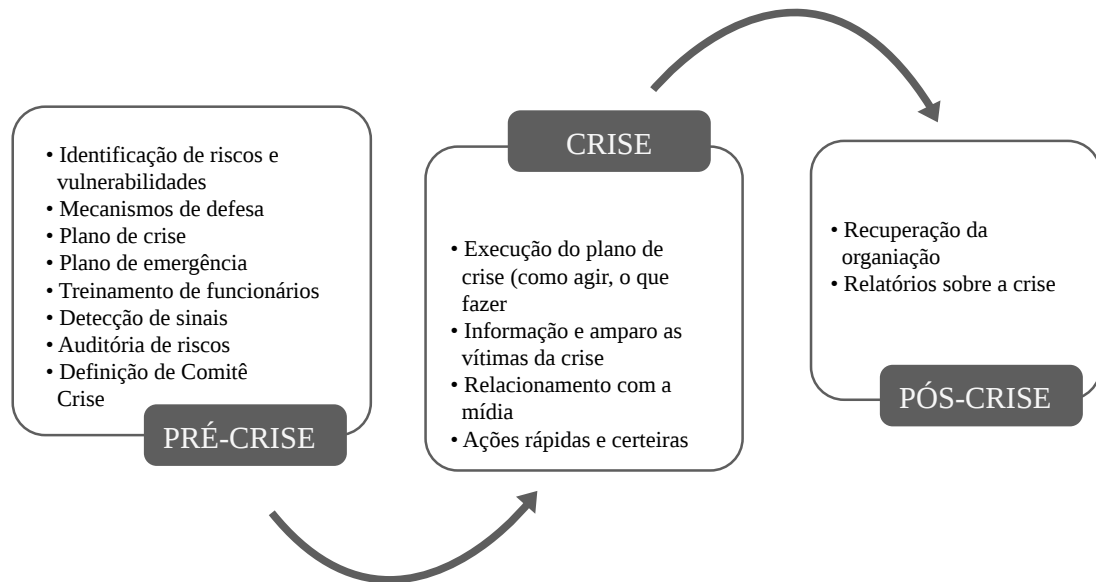 • Identificação de riscos e
vulnerabilidades
• Mecanismos de defesa
• Plano de crise
• Plano de emergência
• Treinamento de funcionários
• Detecção de sinais
• Auditória de riscos
• Definição de Comitê
Crise
PRÉ-CRISE
CRISE
• Execução do plano de
crise (como agir, o que
fazer
• Informação e amparo as
vítimas da crise
• Relacionamento com a
mídia
• Ações rápidas e certeiras
• Recuperação da
organiação
• Relatórios sobre a crise
PÓS-CRISE